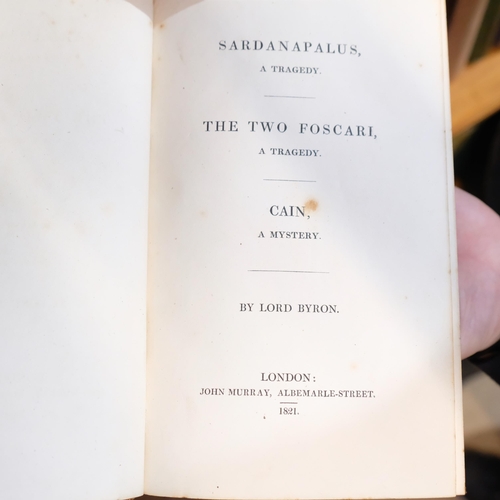 SARDANAPALUS,
A TRAGEDY.
THE TWO FOSCARI,
A TRAGEDY.
CAIN,
A MYSTERY.
BY LORD BYRON.
LONDON:
JOHN MURRAY, ALBEMARLE-STREET.
1821.